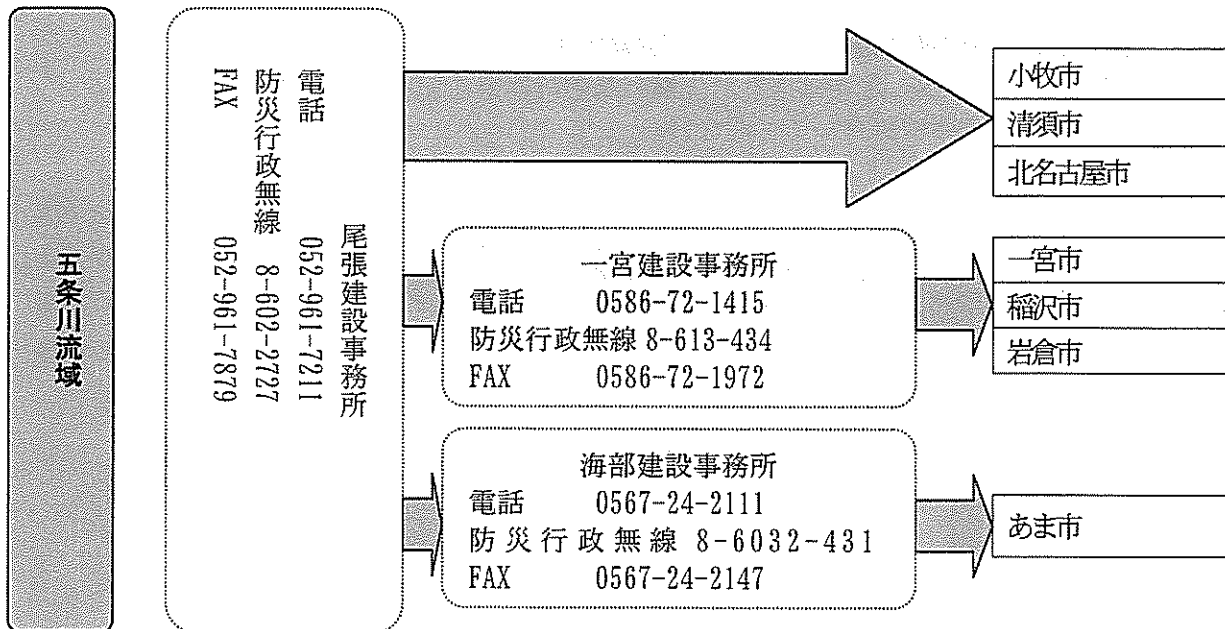 五条川流域
尾張建設事務所
電話 052-961-7211
防災行政無線 8-602-2727
FAX 052-961-7879
小牧市
清須市
北名古屋市
一宮建設事務所
電話 0586-72-1415
防災行政無線 8-613-434
FAX 0586-72-1972
一宮市
稲沢市
岩倉市
海部建設事務所
電話 0567-24-2111
防災行政無線 8-6032-431
FAX 0567-24-2147
あま市